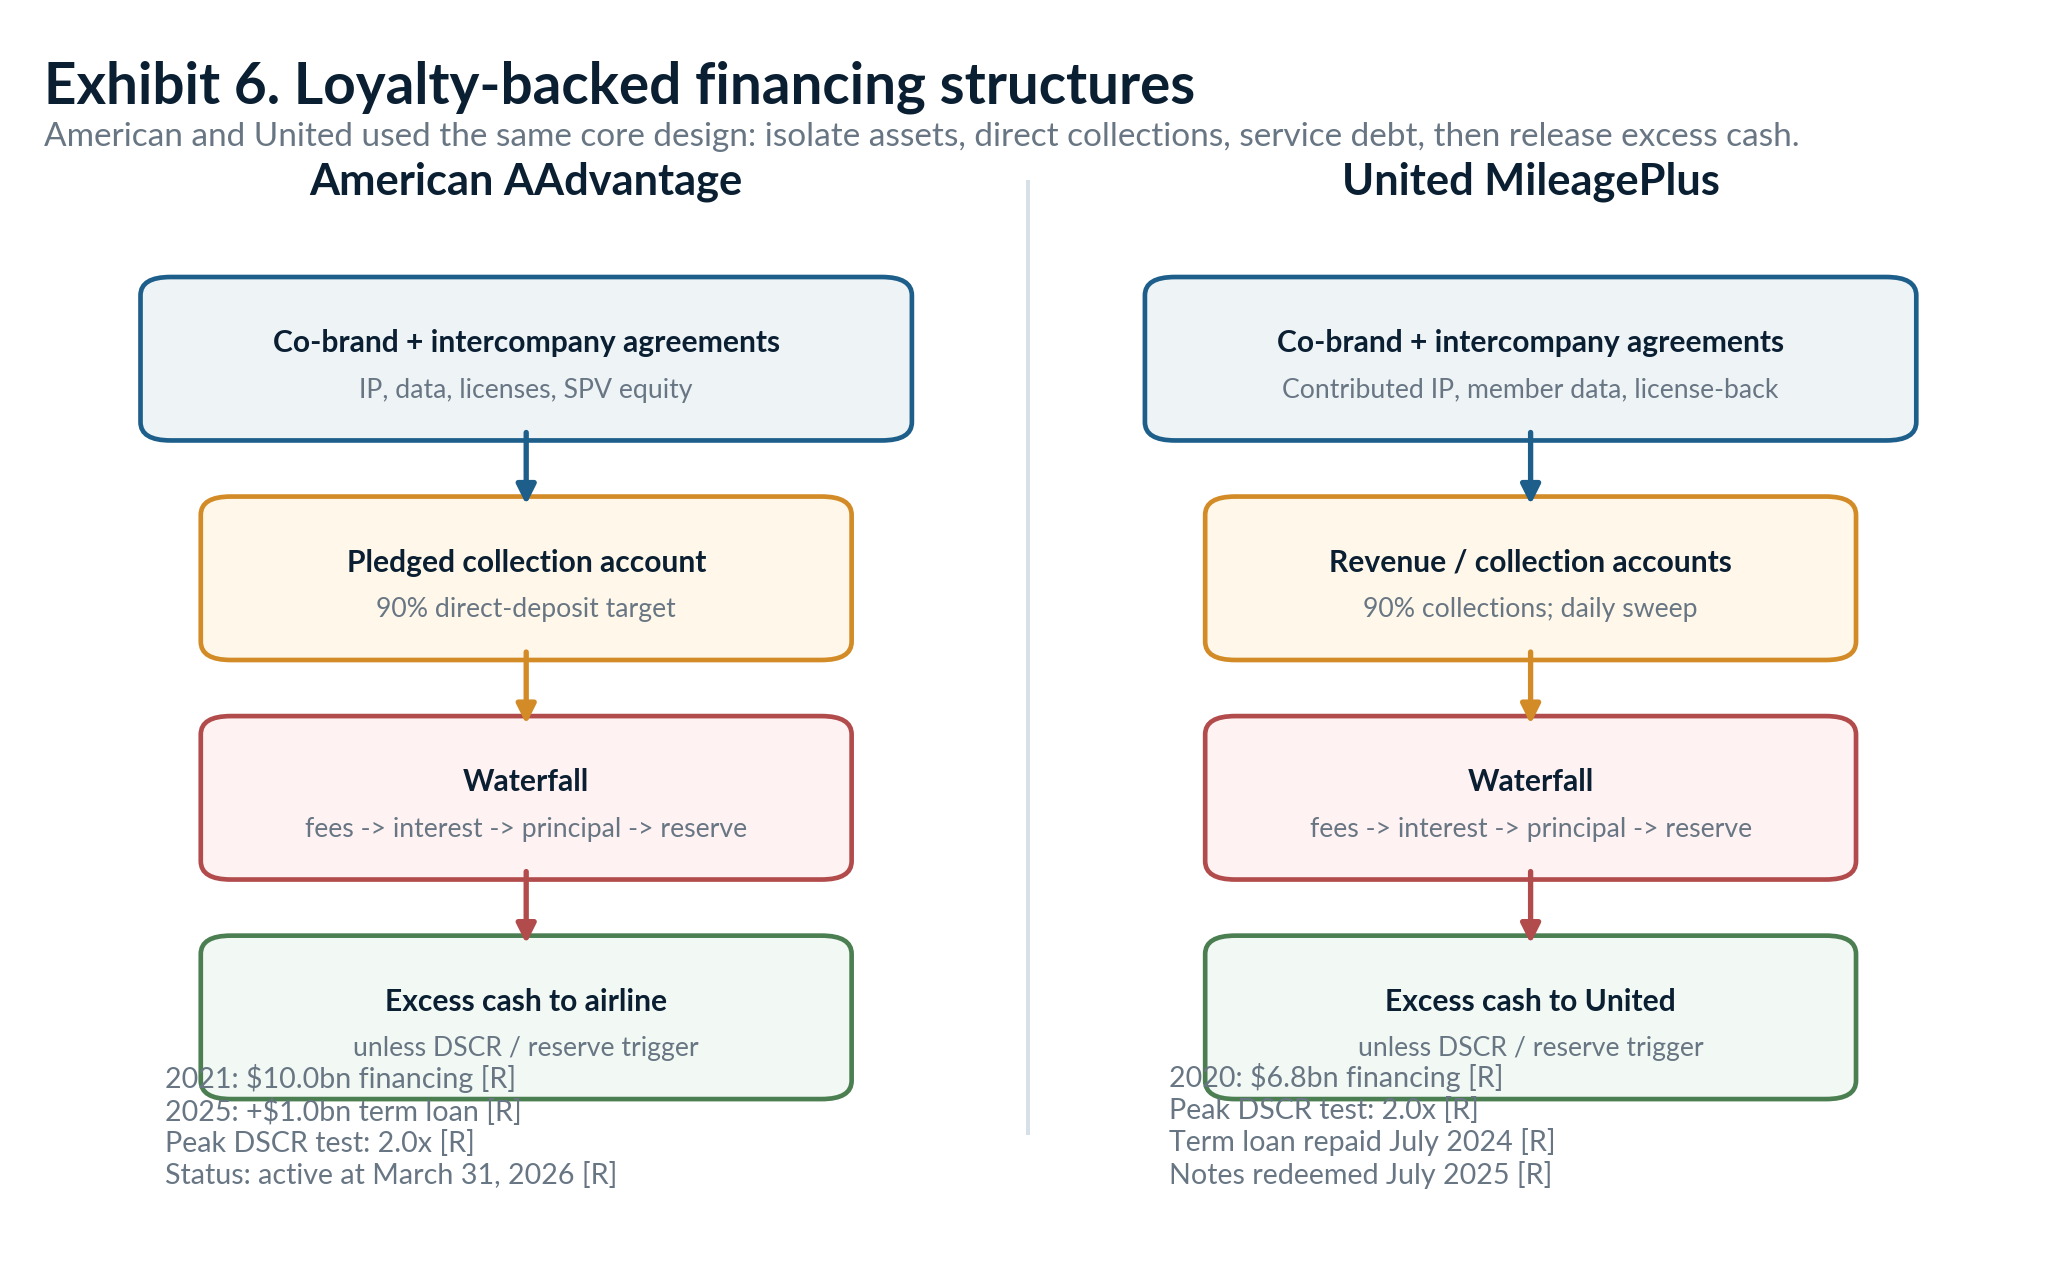 Exhibit 6. Loyalty-backed financing structures
American and United used the same core design: isolate assets, direct collections, service debt, then release excess cash.
American AAdvantage
Co-brand + intercompany agreements
IP, data, licenses, SPV equity
Pledged collection account
90% direct-deposit target
Waterfall
fees -> interest -> principal -> reserve
Excess cash to airline
unless DSCR / reserve trigger
2021: $10.0bn financing [R]
2025: +$1.0bn term loan [R]
Peak DSCR test: 2.0x [R]
Status: active at March 31, 2026 [R]
United MileagePlus
Co-brand + intercompany agreements
Contributed IP, member data, license-back
Revenue / collection accounts
90% collections; daily sweep
Waterfall
fees -> interest -> principal -> reserve
Excess cash to United
unless DSCR / reserve trigger
2020: $6.8bn financing [R]
Peak DSCR test: 2.0x [R]
Term loan repaid July 2024 [R]
Notes redeemed July 2025 [R]